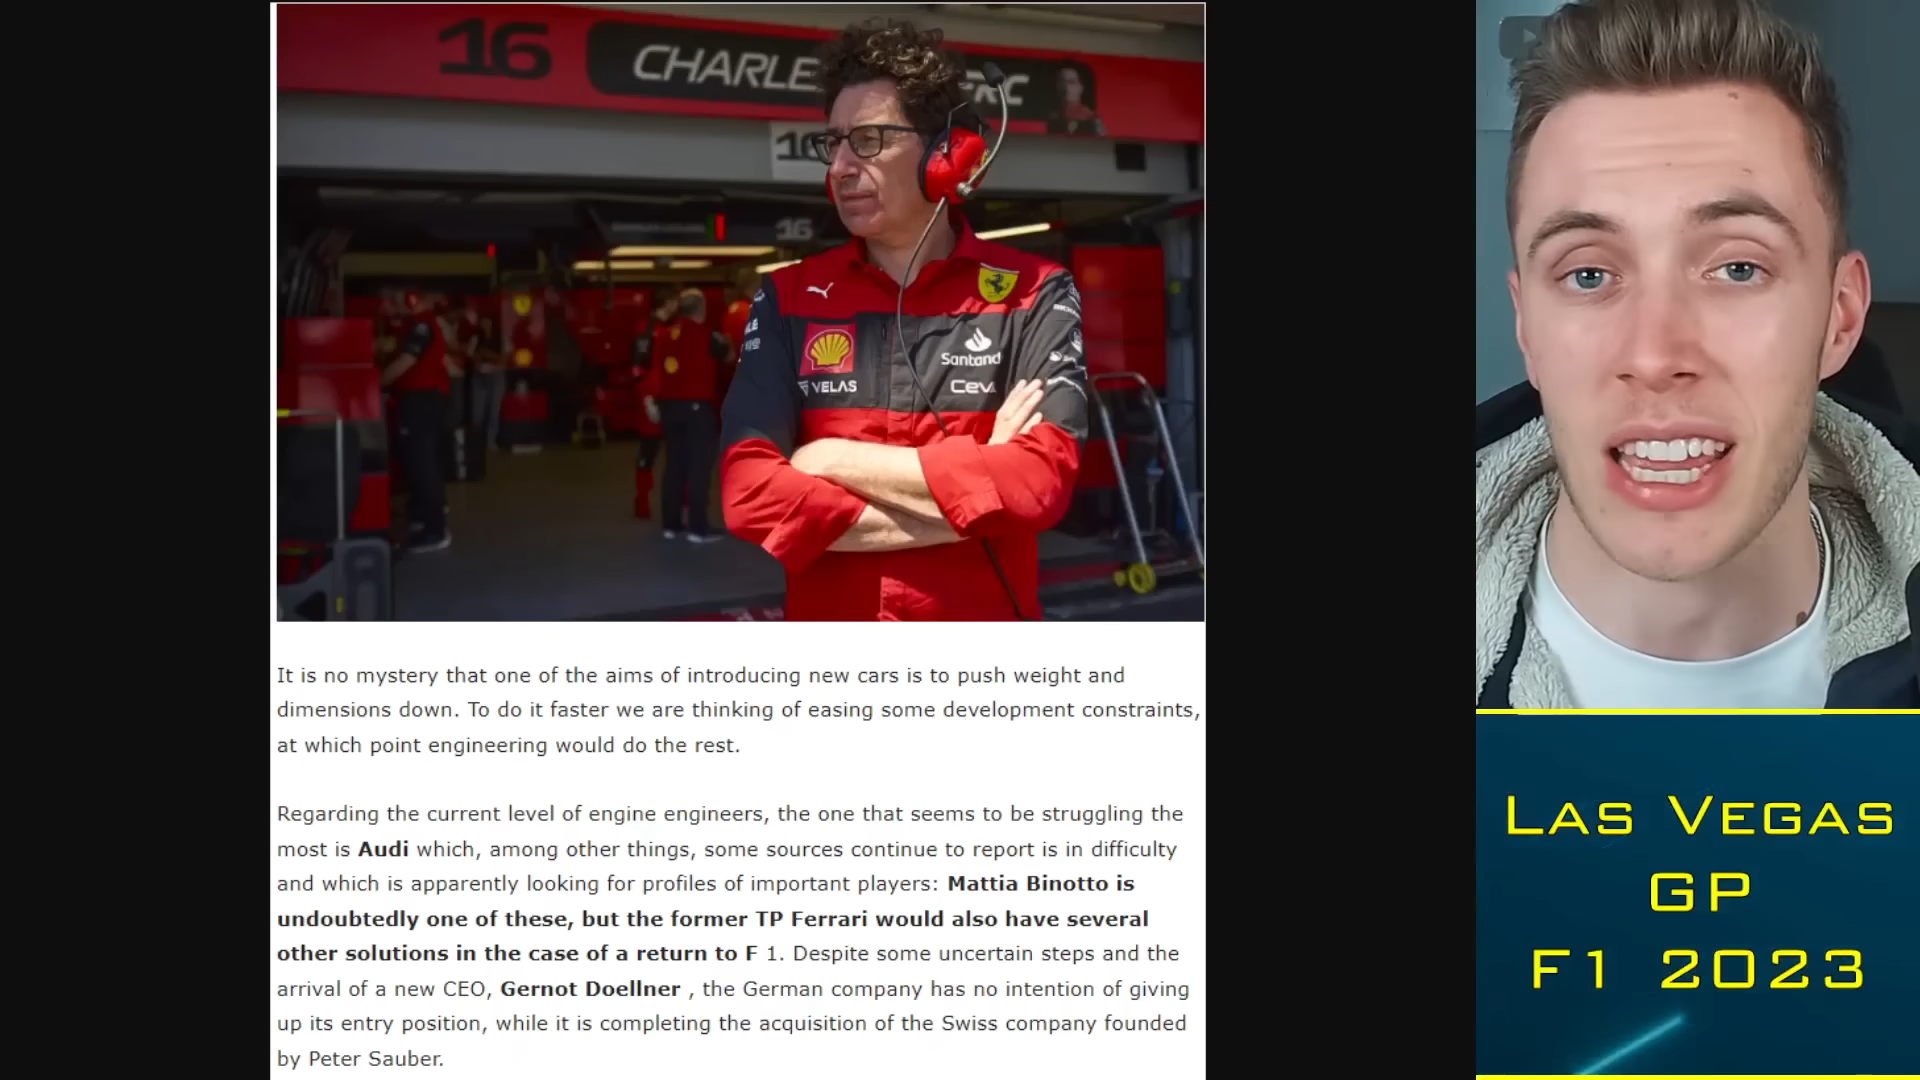 16
CHARLE
ERC
16
16
Santand
VELAS
Cev
It is no mystery that one of the aims of introducing new cars is to push weight and
dimensions down. To do it faster we are thinking of easing some development constraints,
at which point engineering would do the rest.
Regarding the current level of engine engineers, the one that seems to be struggling the
most is Audi which, among other things, some sources continue to report is in difficulty
and which is apparently looking for profiles of important players: Mattia Binotto is
undoubtedly one of these, but the former TP Ferrari would also have several
other solutions in the case of a return to F 1. Despite some uncertain steps and the
arrival of a new CEO, Gernot Doellner , the German company has no intention of giving
up its entry position, while it is completing the acquisition of the Swiss company founded
by Peter Sauber.
LAS VEGAS
GP
F1 2023